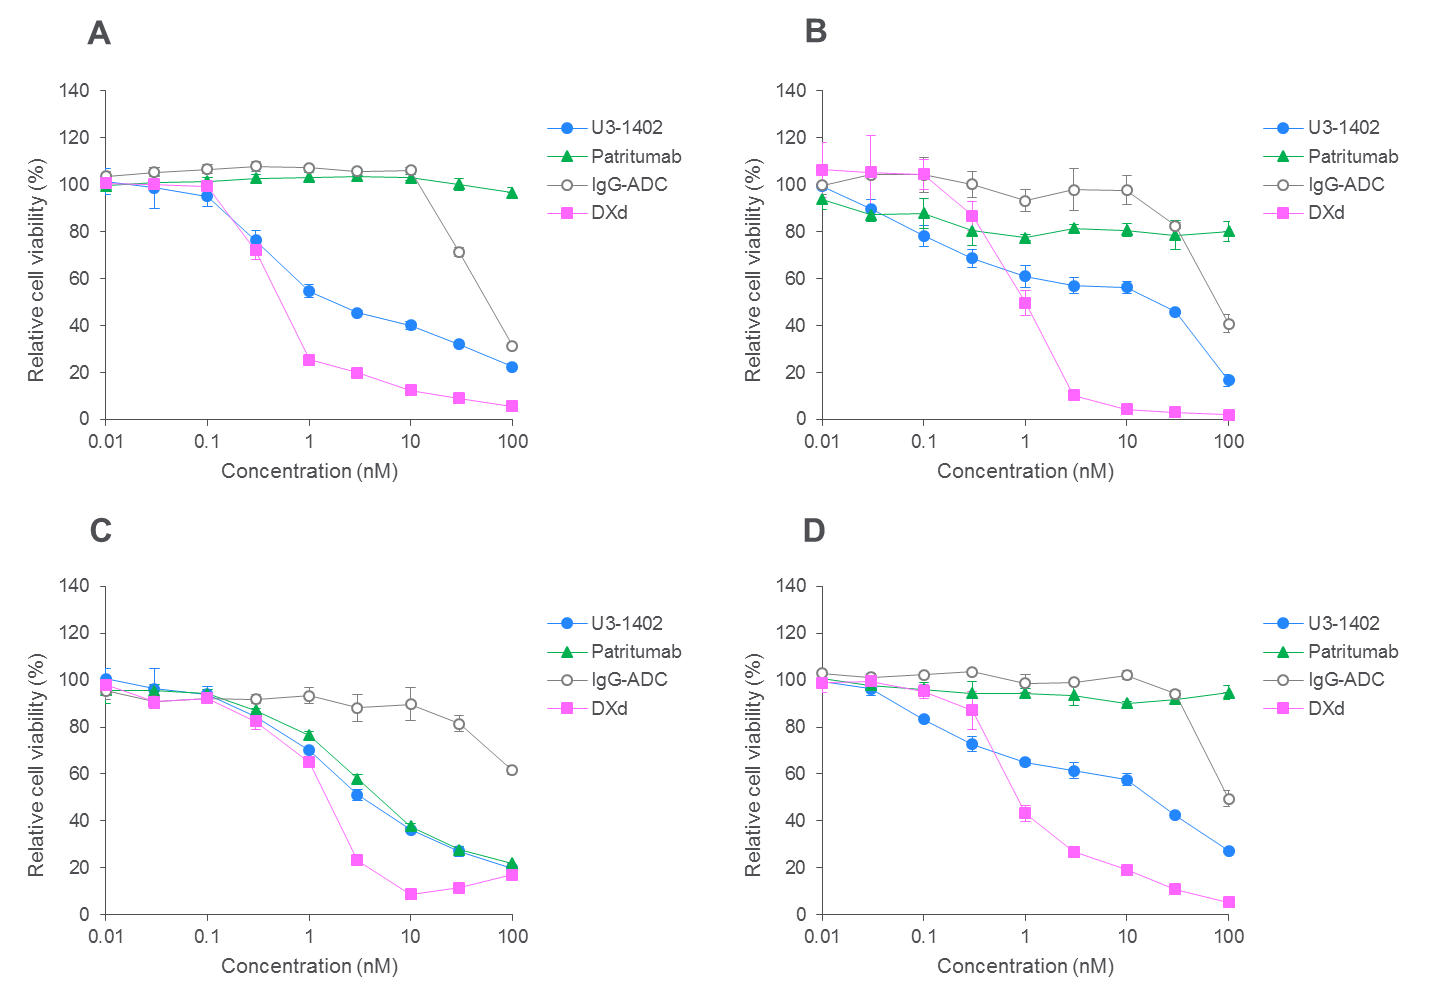 A
Relative cell viability (%)
140
120
100
80
60
40
20
0
0.01 0.1 1 10 100
Concentration (nM)
U3-1402
Patritumab
IgG-ADC
DXd
B
Relative cell viability (%)
140
120
100
80
60
40
20
0
0.01 0.1 1 10 100
Concentration (nM)
U3-1402
Patritumab
IgG-ADC
DXd
C
Relative cell viability (%)
140
120
100
80
60
40
20
0
0.01 0.1 1 10 100
Concentration (nM)
U3-1402
Patritumab
IgG-ADC
DXd
D
Relative cell viability (%)
140
120
100
80
60
40
20
0
0.01 0.1 1 10 100
Concentration (nM)
U3-1402
Patritumab
IgG-ADC
DXd